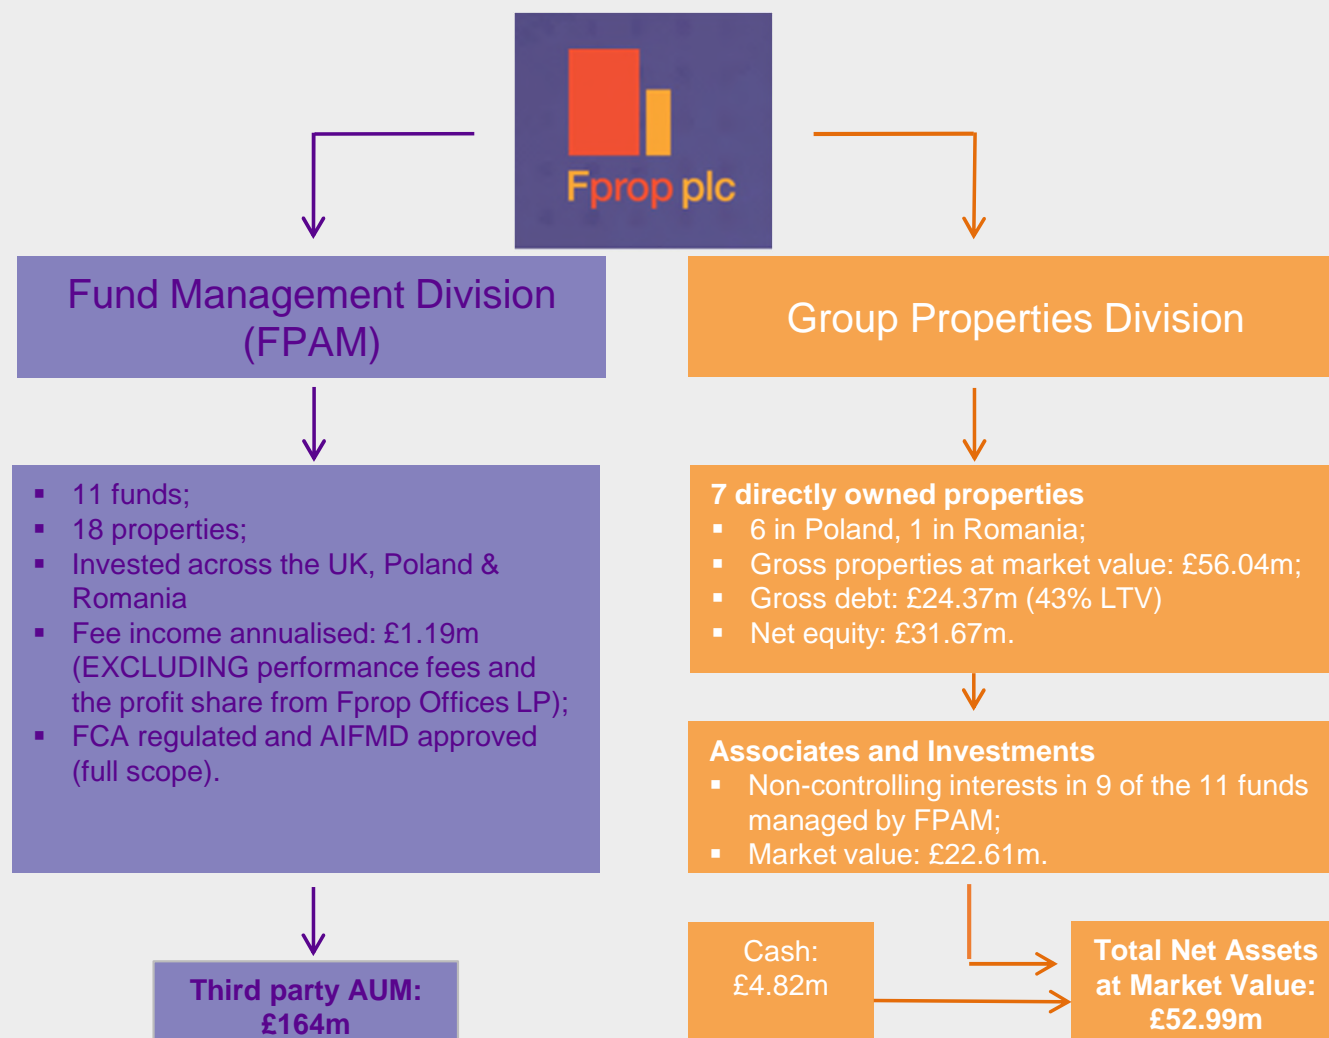 Fprop plc
Fund Management Division
(FPAM)
▪ 11 funds;
▪ 18 properties;
▪ Invested across the UK, Poland &
Romania
▪ Fee income annualised: £1.19m
(EXCLUDING performance fees and
the profit share from Fprop Offices LP);
▪ FCA regulated and AIFMD approved
(full scope).
Third party AUM:
£164m
Group Properties Division
7 directly owned properties
▪ 6 in Poland, 1 in Romania;
▪ Gross properties at market value: £56.04m;
▪ Gross debt: £24.37m (43% LTV)
▪ Net equity: £31.67m.
Associates and Investments
▪ Non-controlling interests in 9 of the 11 funds
managed by FPAM;
▪ Market value: £22.61m.
Cash:
£4.82m
Total Net Assets
at Market Value:
£52.99m